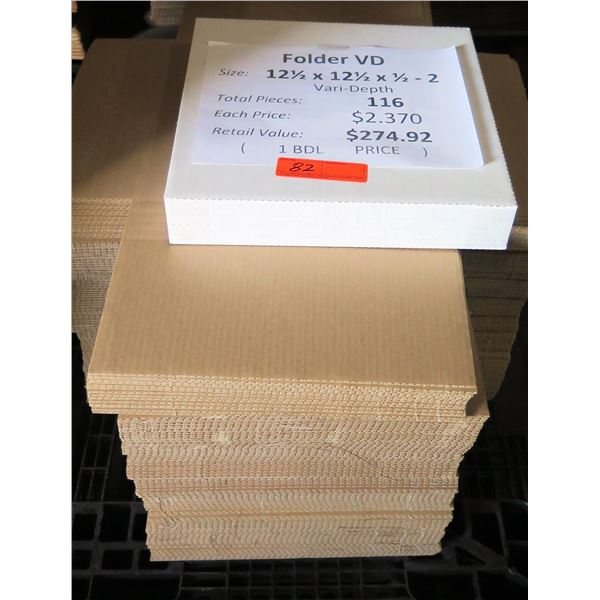 Folder VD
Size: 12½ x 12½ x ½ - 2
Vari-Depth
Total Pieces: 116
Each Price: $2.370
Retail Value: $274.92
( 1 BDL PRICE )
82